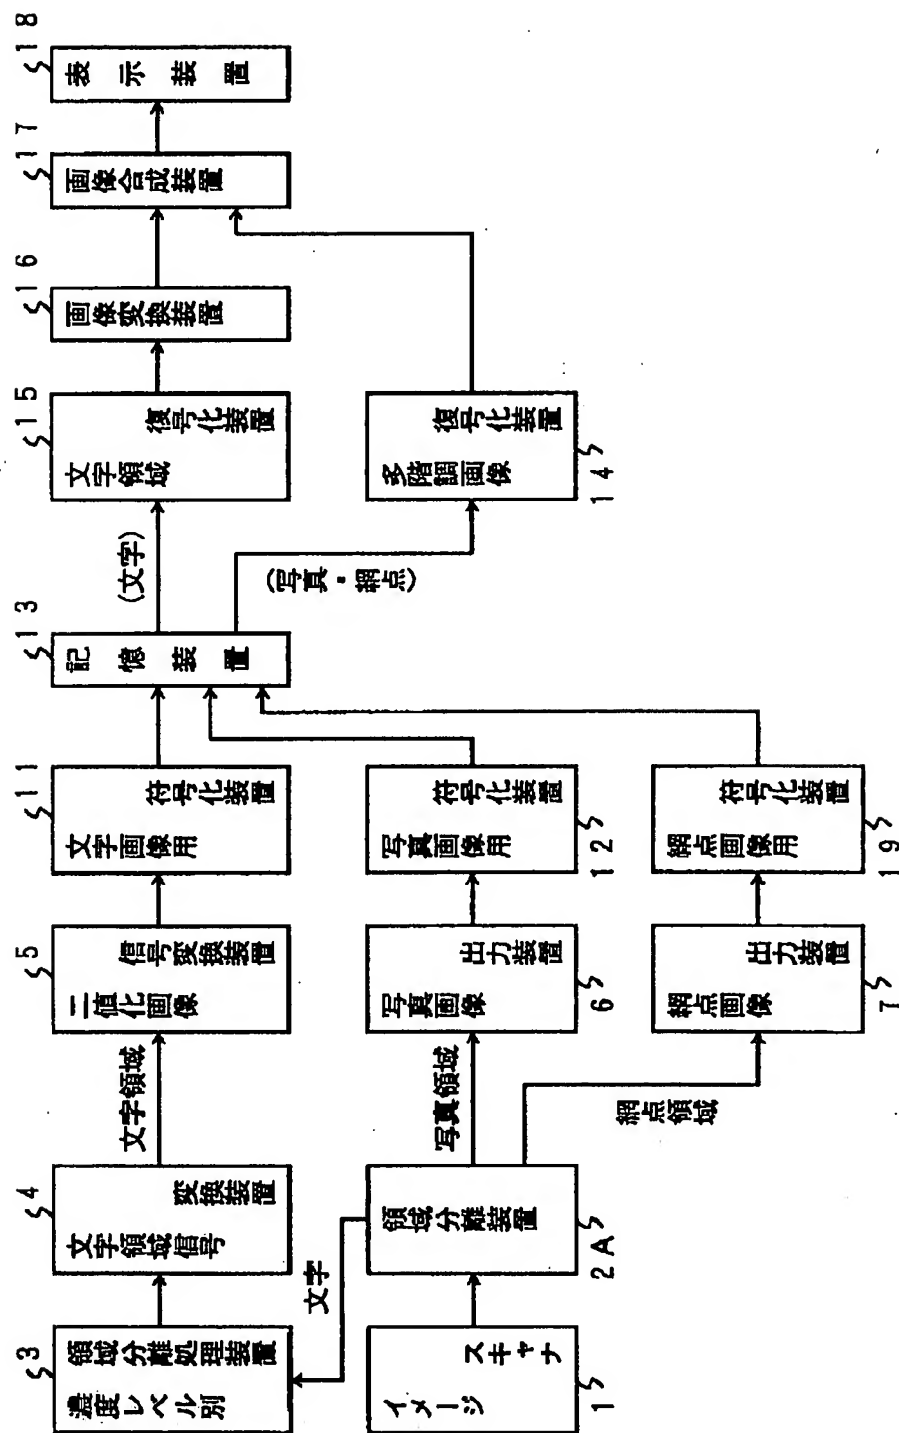 1
イメージ
スキャナ
2A
領域分離装置
文字
3
濃度レベル別
領域分離処理装置
4
文字領域信号
変換装置
文字領域
写真領域
網点領域
5
二値化画像
信号変換装置
6
写真画像
出力装置
7
網点画像
出力装置
11
文字画像用
符号化装置
12
写真画像用
符号化装置
19
網点画像用
符号化装置
13
記憶装置
(文字)
(写真・網点)
15
文字領域
復号化装置
14
多階調画像
復号化装置
16
画像変換装置
17
画像合成装置
18
表示装置